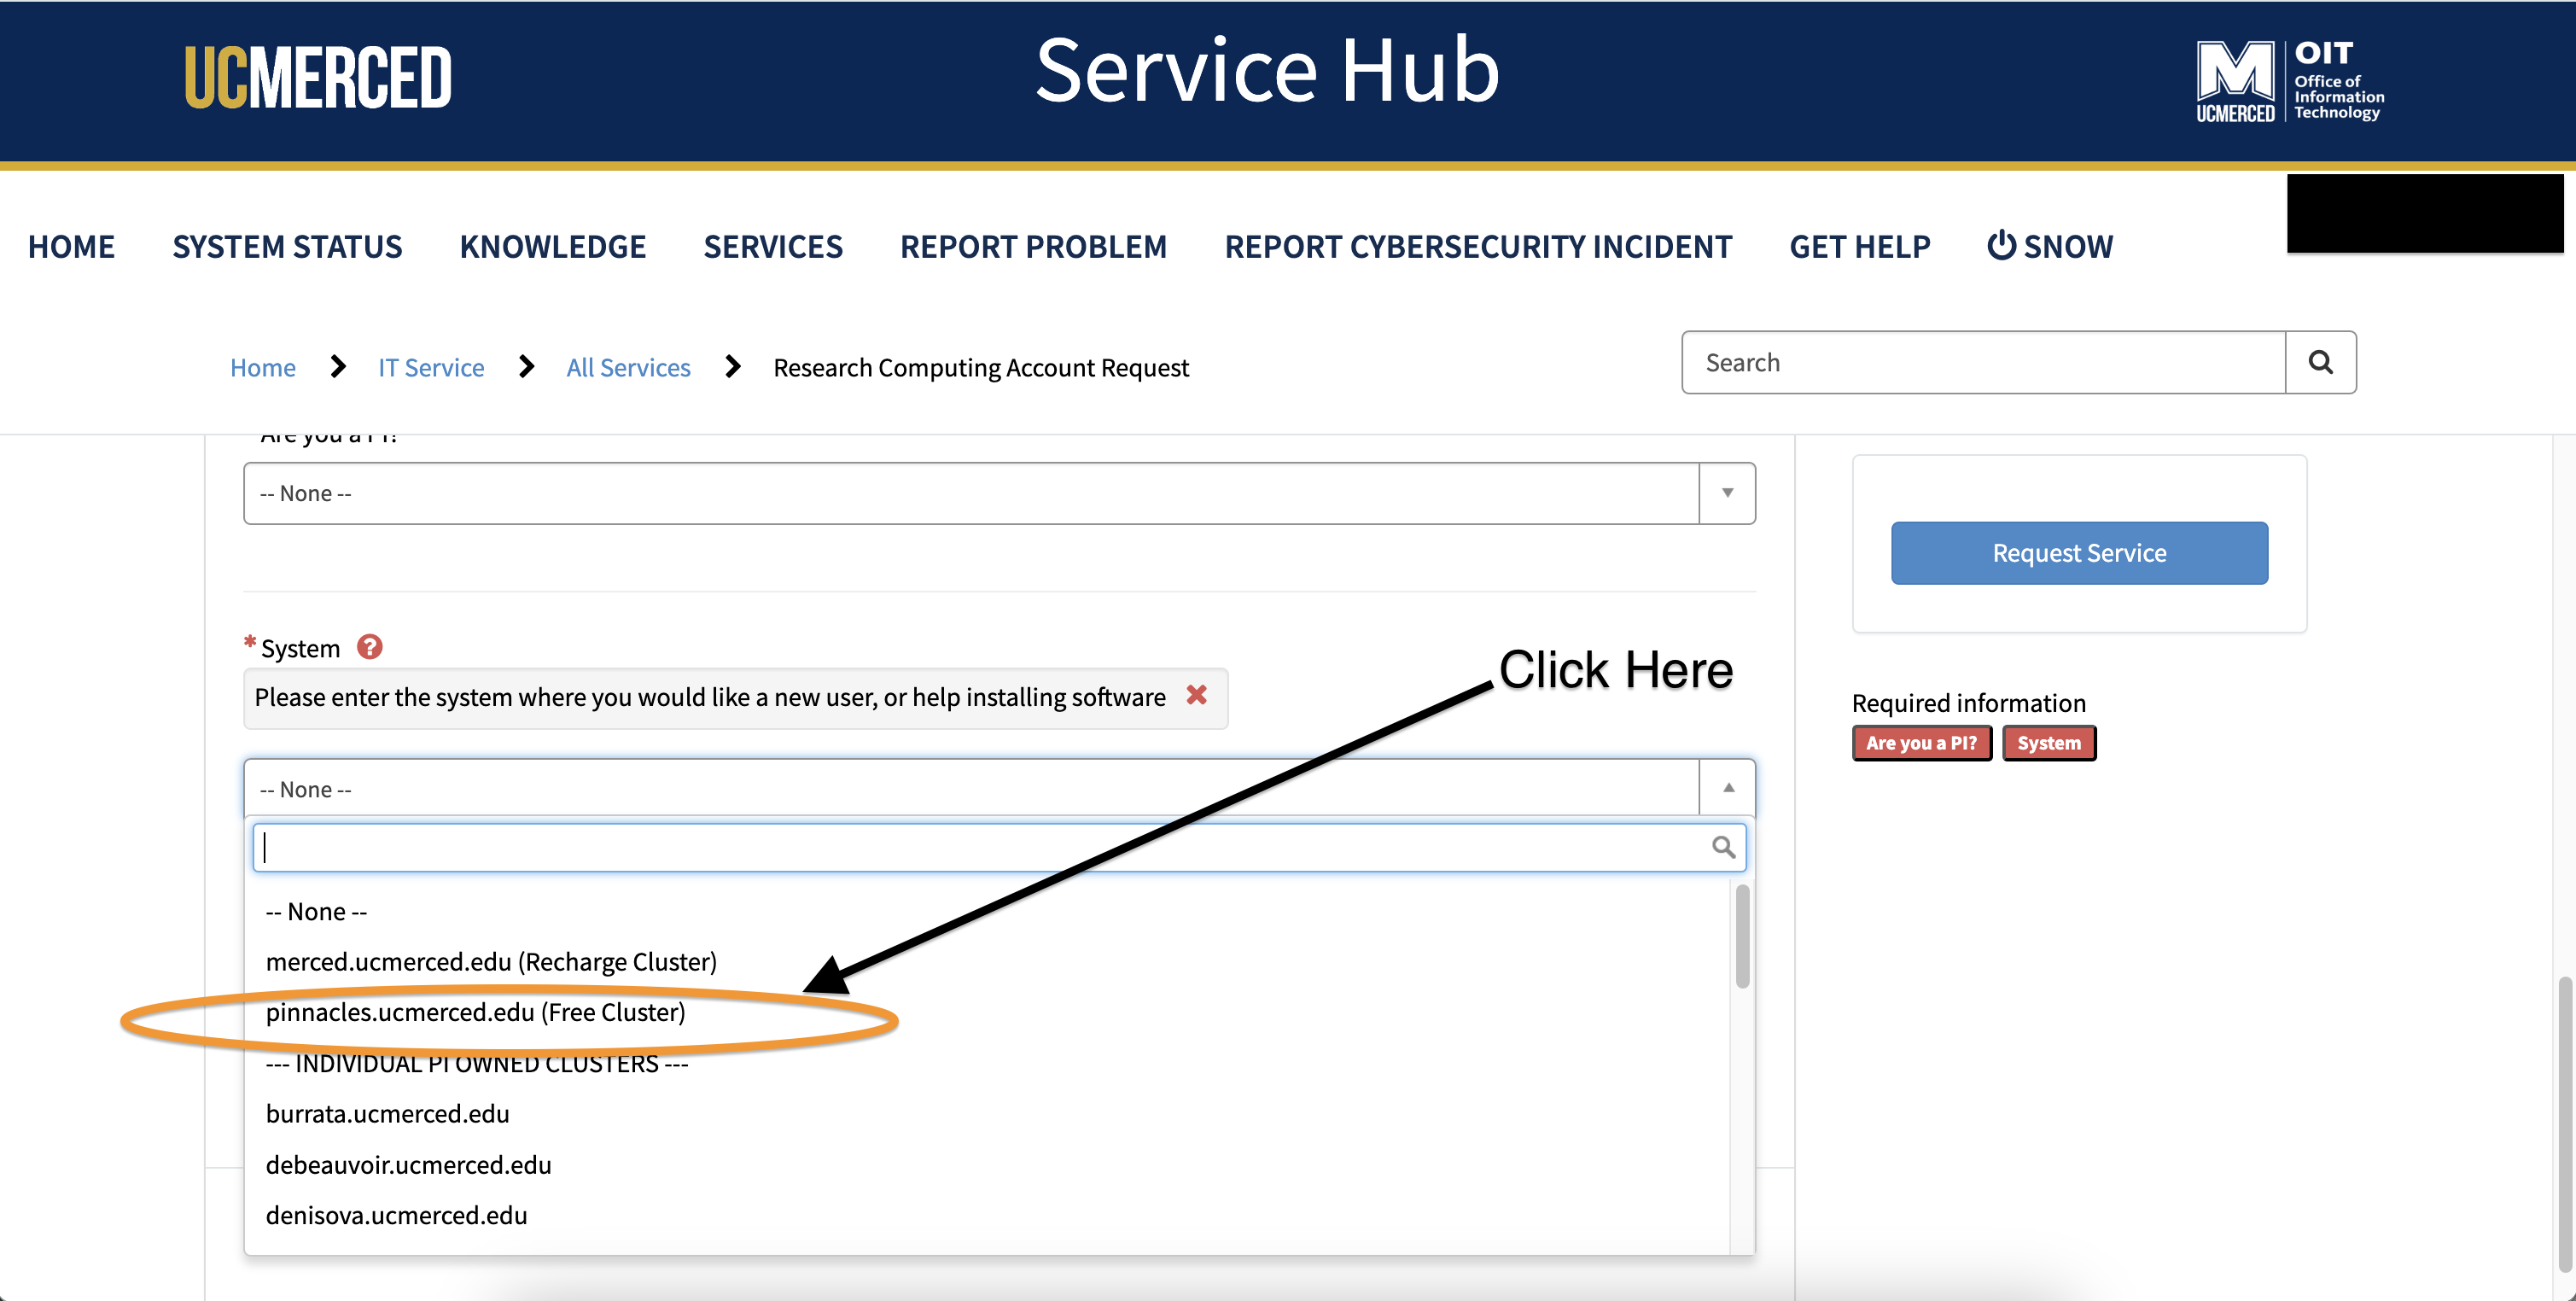 UCMERCED
Service Hub
UCMERCED
OIT
Office of
Information
Technology
HOME SYSTEM STATUS KNOWLEDGE SERVICES REPORT PROBLEM REPORT CYBERSECURITY INCIDENT GET HELP SNOW
Home IT Service All Services Research Computing Account Request
Search
Are you a PI?
-- None --
Request Service
* System
Click Here
Please enter the system where you would like a new user, or help installing software
Required information
Are you a PI? System
-- None --
-- None --
merced.ucmerced.edu (Recharge Cluster)
pinnacles.ucmerced.edu (Free Cluster)
--- INDIVIDUAL PI OWNED CLUSTERS ---
burrata.ucmerced.edu
debeauvoir.ucmerced.edu
denisova.ucmerced.edu